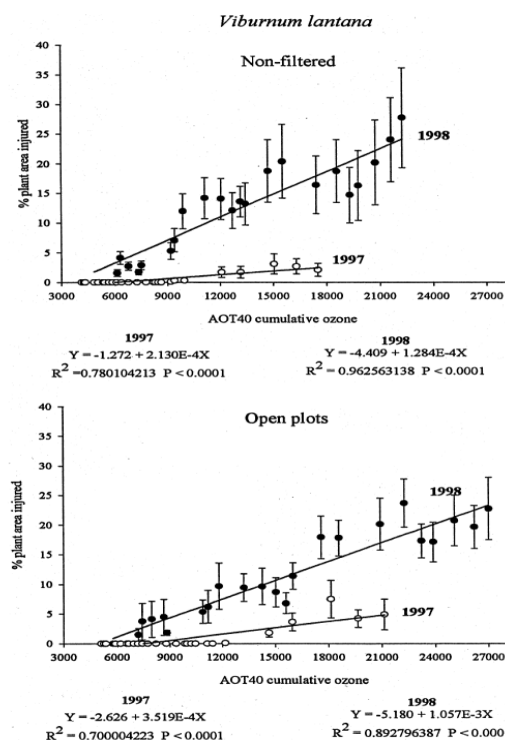 Viburnum lantana
Non-filtered
40
35
30
25
20
15
10
5
0
% plant area injured
1998
1997
3000 6000 9000 12000 15000 18000 21000 24000 27000
AOT40 cumulative ozone
1997 1998
Y = -1.272 + 2.130E-4X Y = -4.409 + 1.284E-4X
R2 =0.780104213 P <0.0001 R2 =0.962563138 P <0.0001
Open plots
40
35
30
25
20
15
10
5
0
% plant area injured
1998
1997
3000 6000 9000 12000 15000 18000 21000 24000 27000
AOT40 cumulative ozone
1997 1998
Y = -2.626 + 3.519E-4X Y = -5.180 + 1.057E-3X
R2 =0.700004223 P <0.0001 R2 =0.892796387 P <0.000